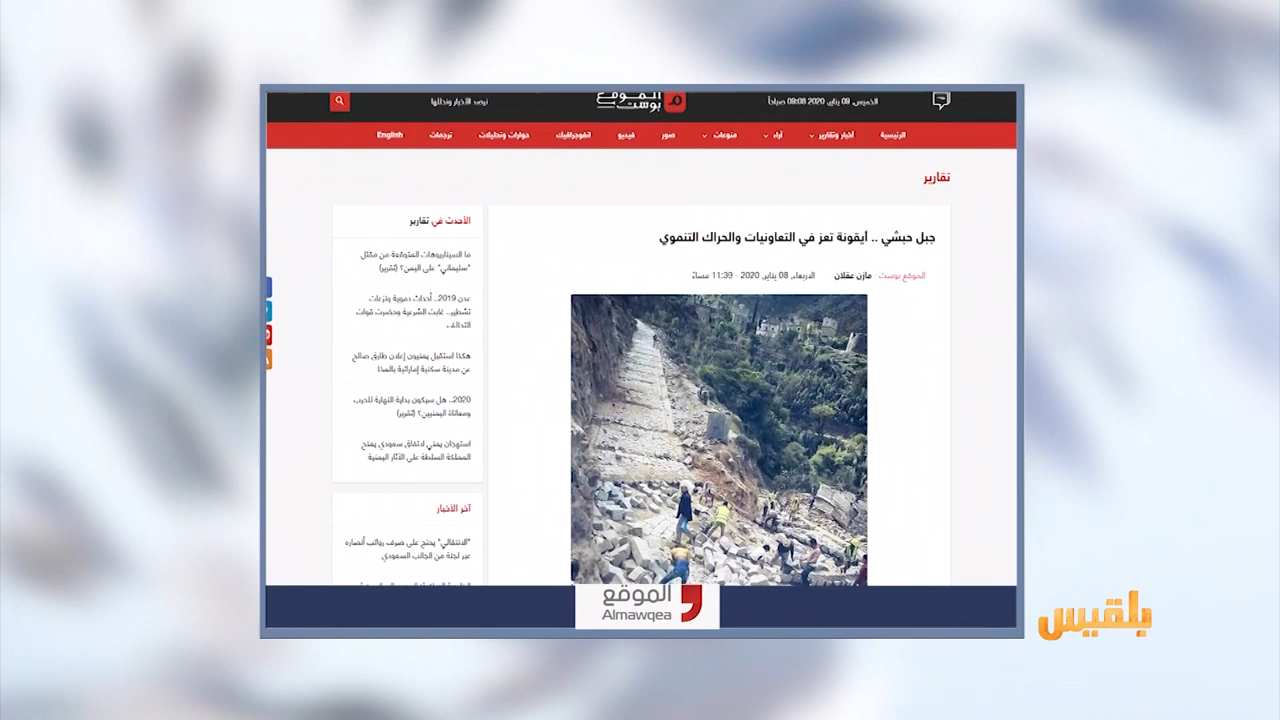 الخميس, 09 يناير, 2020 09:08 صباحاً
الموقع
بوست
نرصد الأخبار ونحللها
الرئيسية
أخبار وتقارير
آراء
منوعات
صور
فيديو
انفوجرافيك
حوارات وتحليلات
ترجمات
English
تقارير
جبل حبشي .. أيقونة تعز في التعاونيات والحراك التنموي
الموقع بوست - مازن عقلان
الاربعاء, 08 يناير, 2020 - 11:39 مساءً
الأحدث في تقارير
ما السيناريوهات المتوقعة من مقتل
"سليماني" على اليمن؟ (تقرير)
عدن 2019.. أحداث دموية ونزعات
تشطير.. غابت الشرعية وحضرت قوات
التحالف
هكذا استقبل يمنيون إعلان طارق صالح
عن مدينة سكنية إماراتية بالمخا
2020.. هل سيكون بداية النهاية للحرب
ومعاناة اليمنيين؟ (تقرير)
استهجان يمني لاتفاق سعودي يمنح
المملكة السلطة على الآثار اليمنية
آخر الأخبار
"الانتقالي" يحتج على صرف رواتب أنصاره
عبر لجنة من الجانب السعودي
الموقع
Almawqea
بلقيس